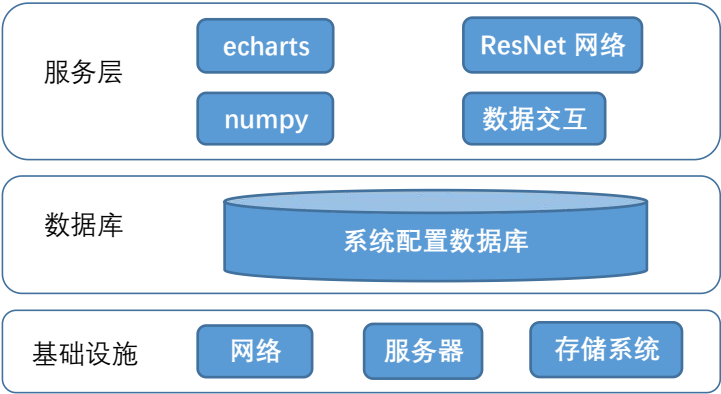 服务层
echarts
ResNet 网络
numpy
数据交互
数据库
系统配置数据库
基础设施
网络
服务器
存储系统